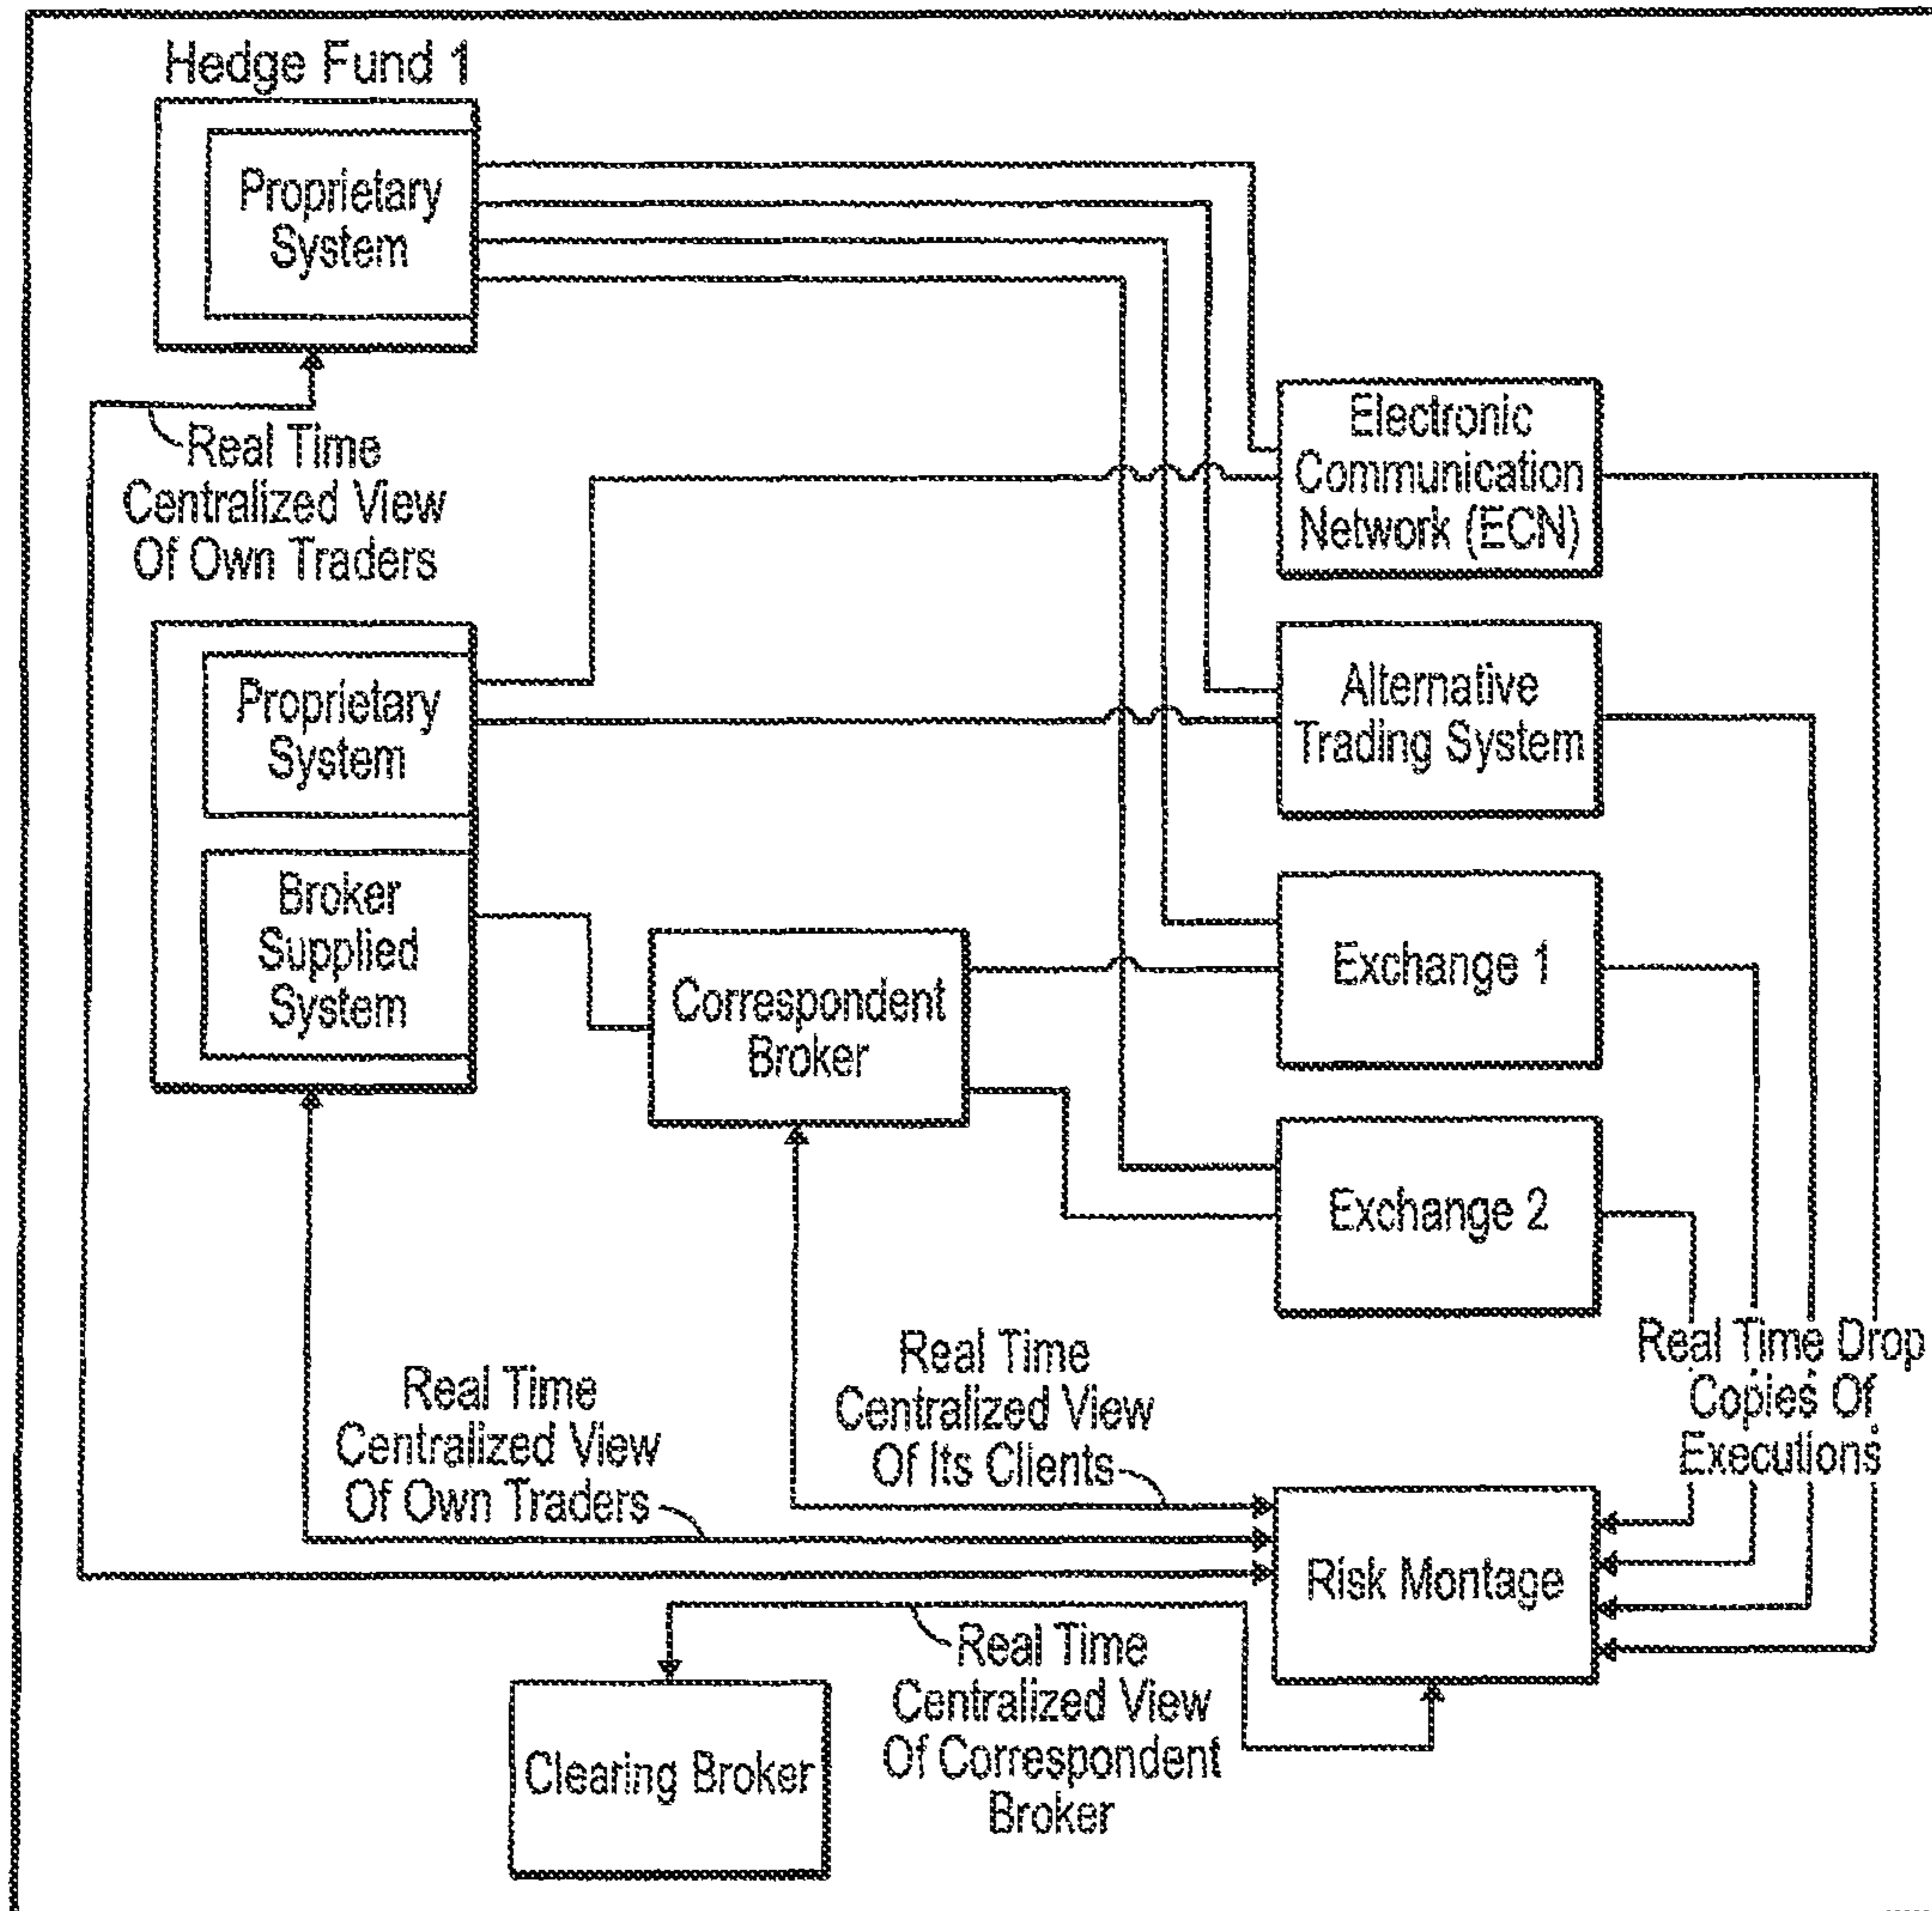 Hedge Fund 1
Proprietary
System
Real Time
Centralized View
Of Own Traders
Electronic
Communication
Network (ECN)
Proprietary
System
Alternative
Trading System
Broker
Supplied
System
Correspondent
Broker
Exchange 1
Exchange 2
Real Time Drop
Copies Of
Executions
Real Time
Centralized View
Of Its Clients
Real Time
Centralized View
Of Own Traders
Risk Montage
Real Time
Centralized View
Of Correspondent
Broker
Clearing Broker